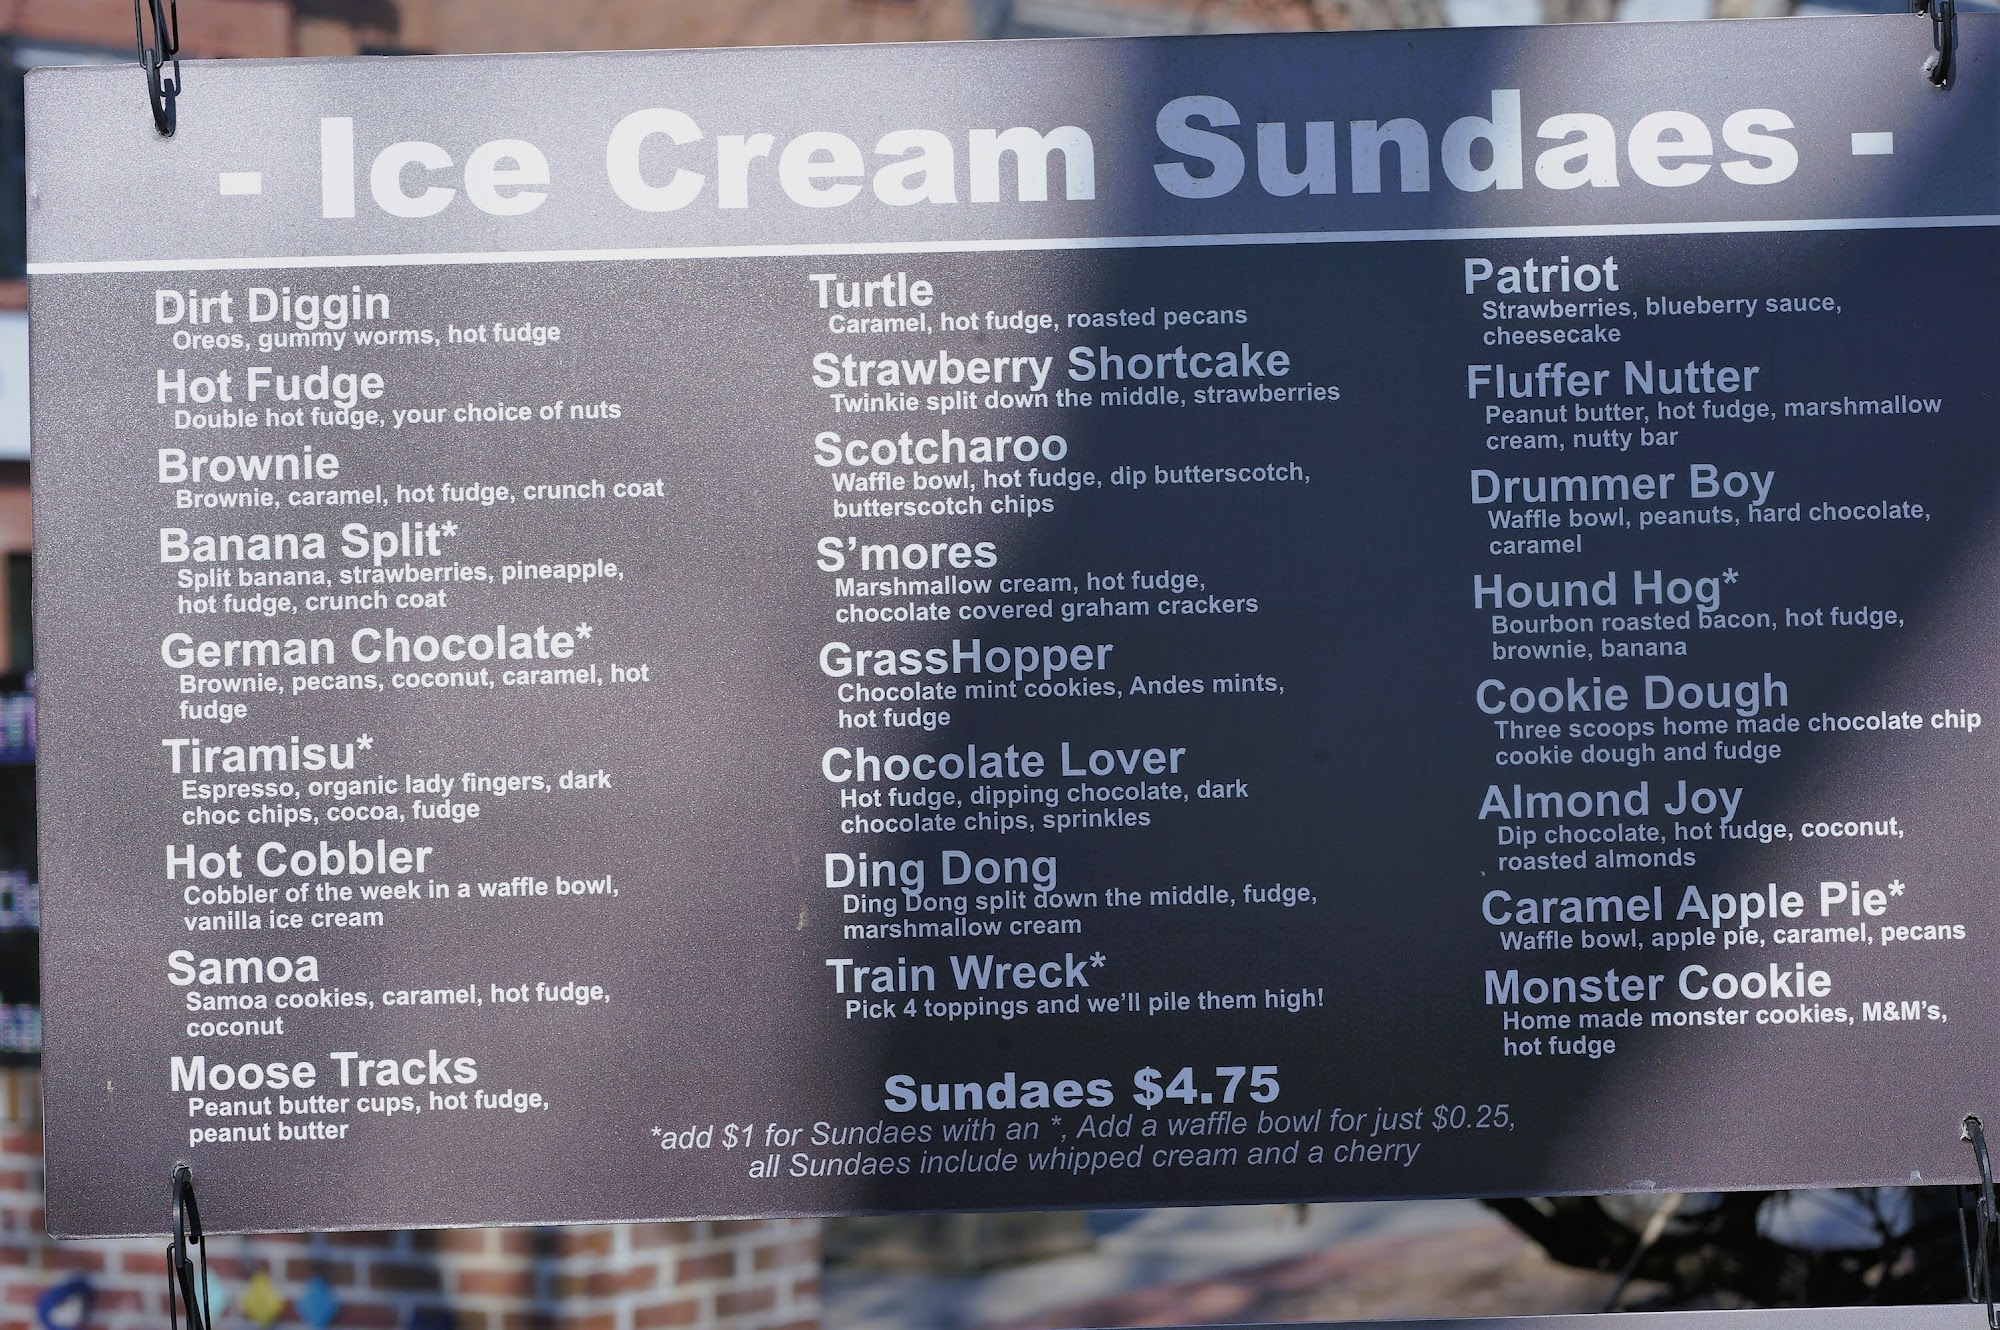 - Ice Cream Sundaes -
Dirt Diggin
Oreos, gummy worms, hot fudge
Hot Fudge
Double hot fudge, your choice of nuts
Brownie
Brownie, caramel, hot fudge, crunch coat
Banana Split*
Split banana, strawberries, pineapple,
hot fudge, crunch coat
German Chocolate*
Brownie, pecans, coconut, caramel, hot
fudge
Tiramisu*
Espresso, organic lady fingers, dark
choc chips, cocoa, fudge
Hot Cobbler
Cobbler of the week in a waffle bowl,
vanilla ice cream
Samoa
Samoa cookies, caramel, hot fudge,
coconut
Moose Tracks
Peanut butter cups, hot fudge,
peanut butter
Turtle
Caramel, hot fudge, roasted pecans
Strawberry Shortcake
Twinkie split down the middle, strawberries
Scotcharoo
Waffle bowl, hot fudge, dip butterscotch,
butterscotch chips
S'mores
Marshmallow cream, hot fudge,
chocolate covered graham crackers
GrassHopper
Chocolate mint cookies, Andes mints,
hot fudge
Chocolate Lover
Hot fudge, dipping chocolate, dark
chocolate chips, sprinkles
Ding Dong
Ding Dong split down the middle, fudge,
marshmallow cream
Train Wreck*
Pick 4 toppings and we'll pile them high!
Patriot
Strawberries, blueberry sauce,
cheesecake
Fluffer Nutter
Peanut butter, hot fudge, marshmallow
cream, nutty bar
Drummer Boy
Waffle bowl, peanuts, hard chocolate,
caramel
Hound Hog*
Bourbon roasted bacon, hot fudge,
brownie, banana
Cookie Dough
Three scoops home made chocolate chip
cookie dough and fudge
Almond Joy
Dip chocolate, hot fudge, coconut,
roasted almonds
Caramel Apple Pie*
Waffle bowl, apple pie, caramel, pecans
Monster Cookie
Home made monster cookies, M&M's,
hot fudge
Sundaes $4.75
*add $1 for Sundaes with an *, Add a waffle bowl for just $0.25,
all Sundaes include whipped cream and a cherry